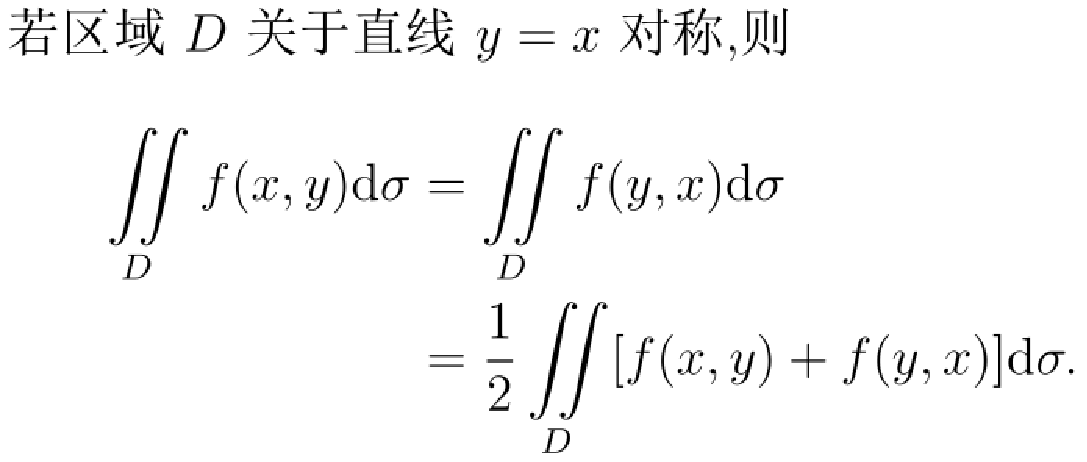 若区域 D 关于直线 y = x 对称,则
∬_D f(x, y)dσ = ∬_D f(y, x)dσ
= 1/2 ∬_D [f(x, y) + f(y, x)]dσ.